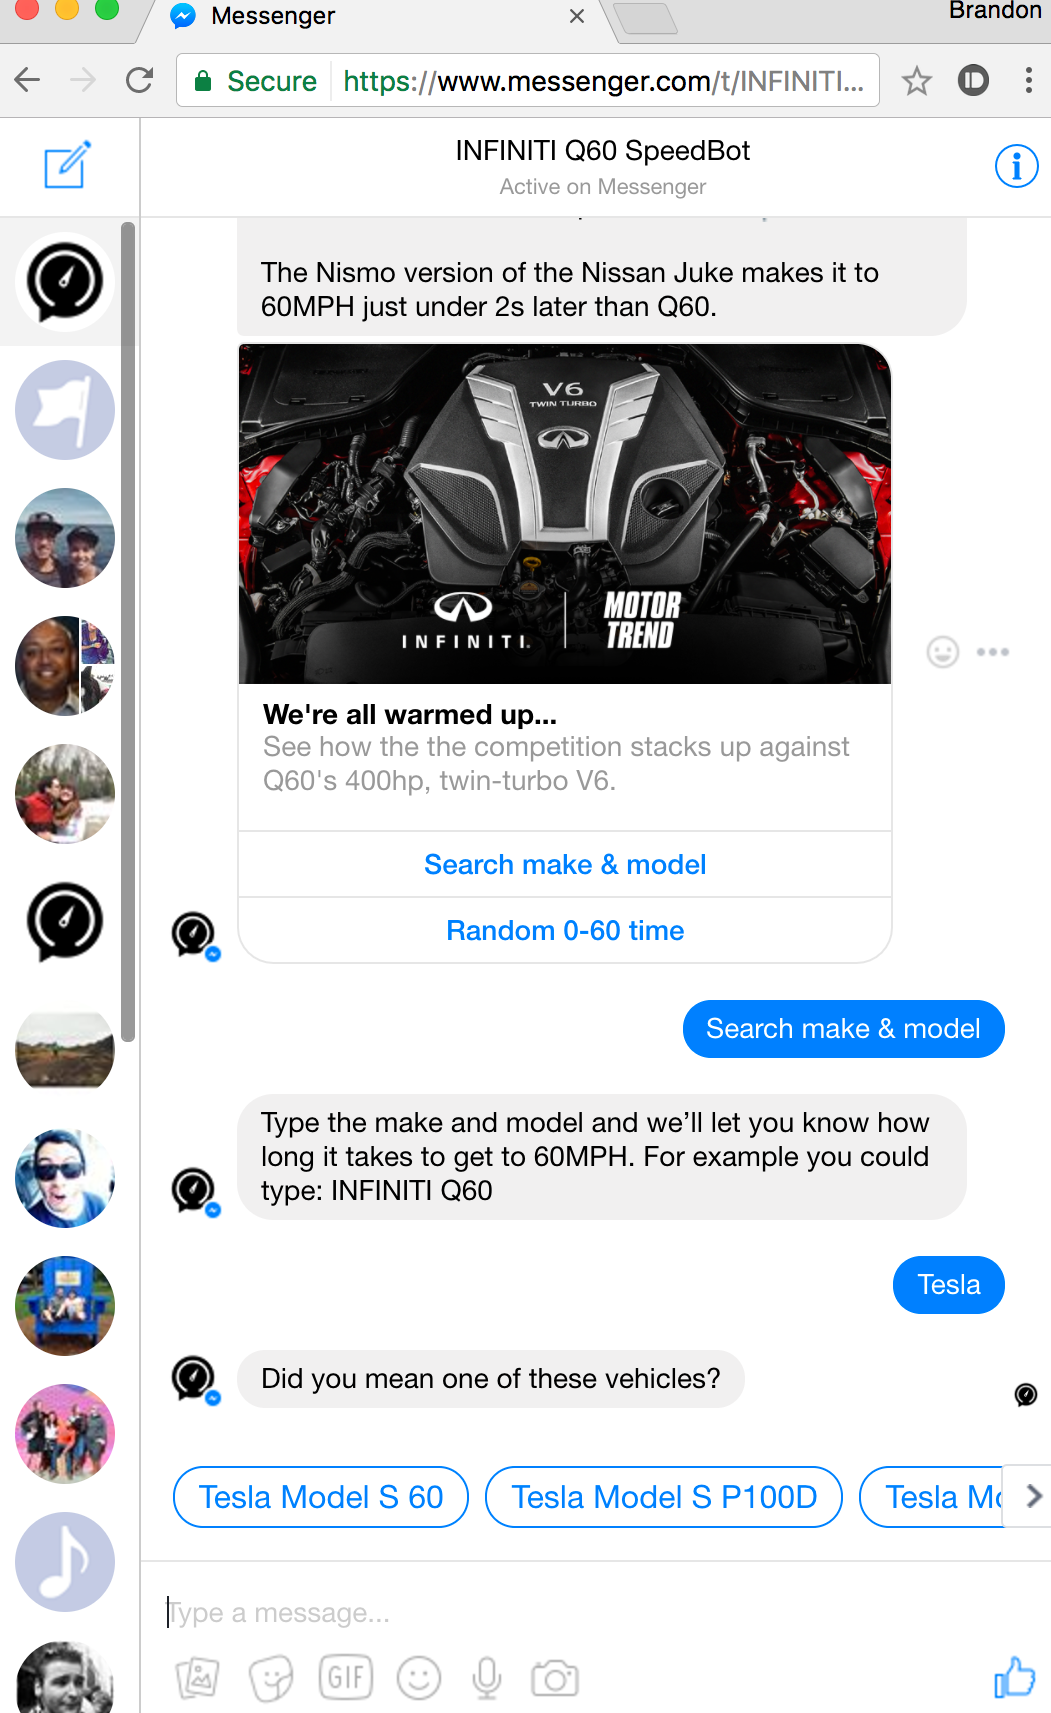 Messenger
Brandon
Secure
https://www.messenger.com/t/INFINITI...
INFINITI Q60 SpeedBot
Active on Messenger
The Nismo version of the Nissan Juke makes it to
60MPH just under 2s later than Q60.
V6
TWIN TURBO
INFINITI
MOTOR
TREND
We're all warmed up...
See how the the competition stacks up against
Q60's 400hp, twin-turbo V6.
Search make & model
Random 0-60 time
Search make & model
Type the make and model and we’ll let you know how
long it takes to get to 60MPH. For example you could
type: INFINITI Q60
Tesla
Did you mean one of these vehicles?
Tesla Model S 60
Tesla Model S P100D
Tesla
Type a message...
GIF